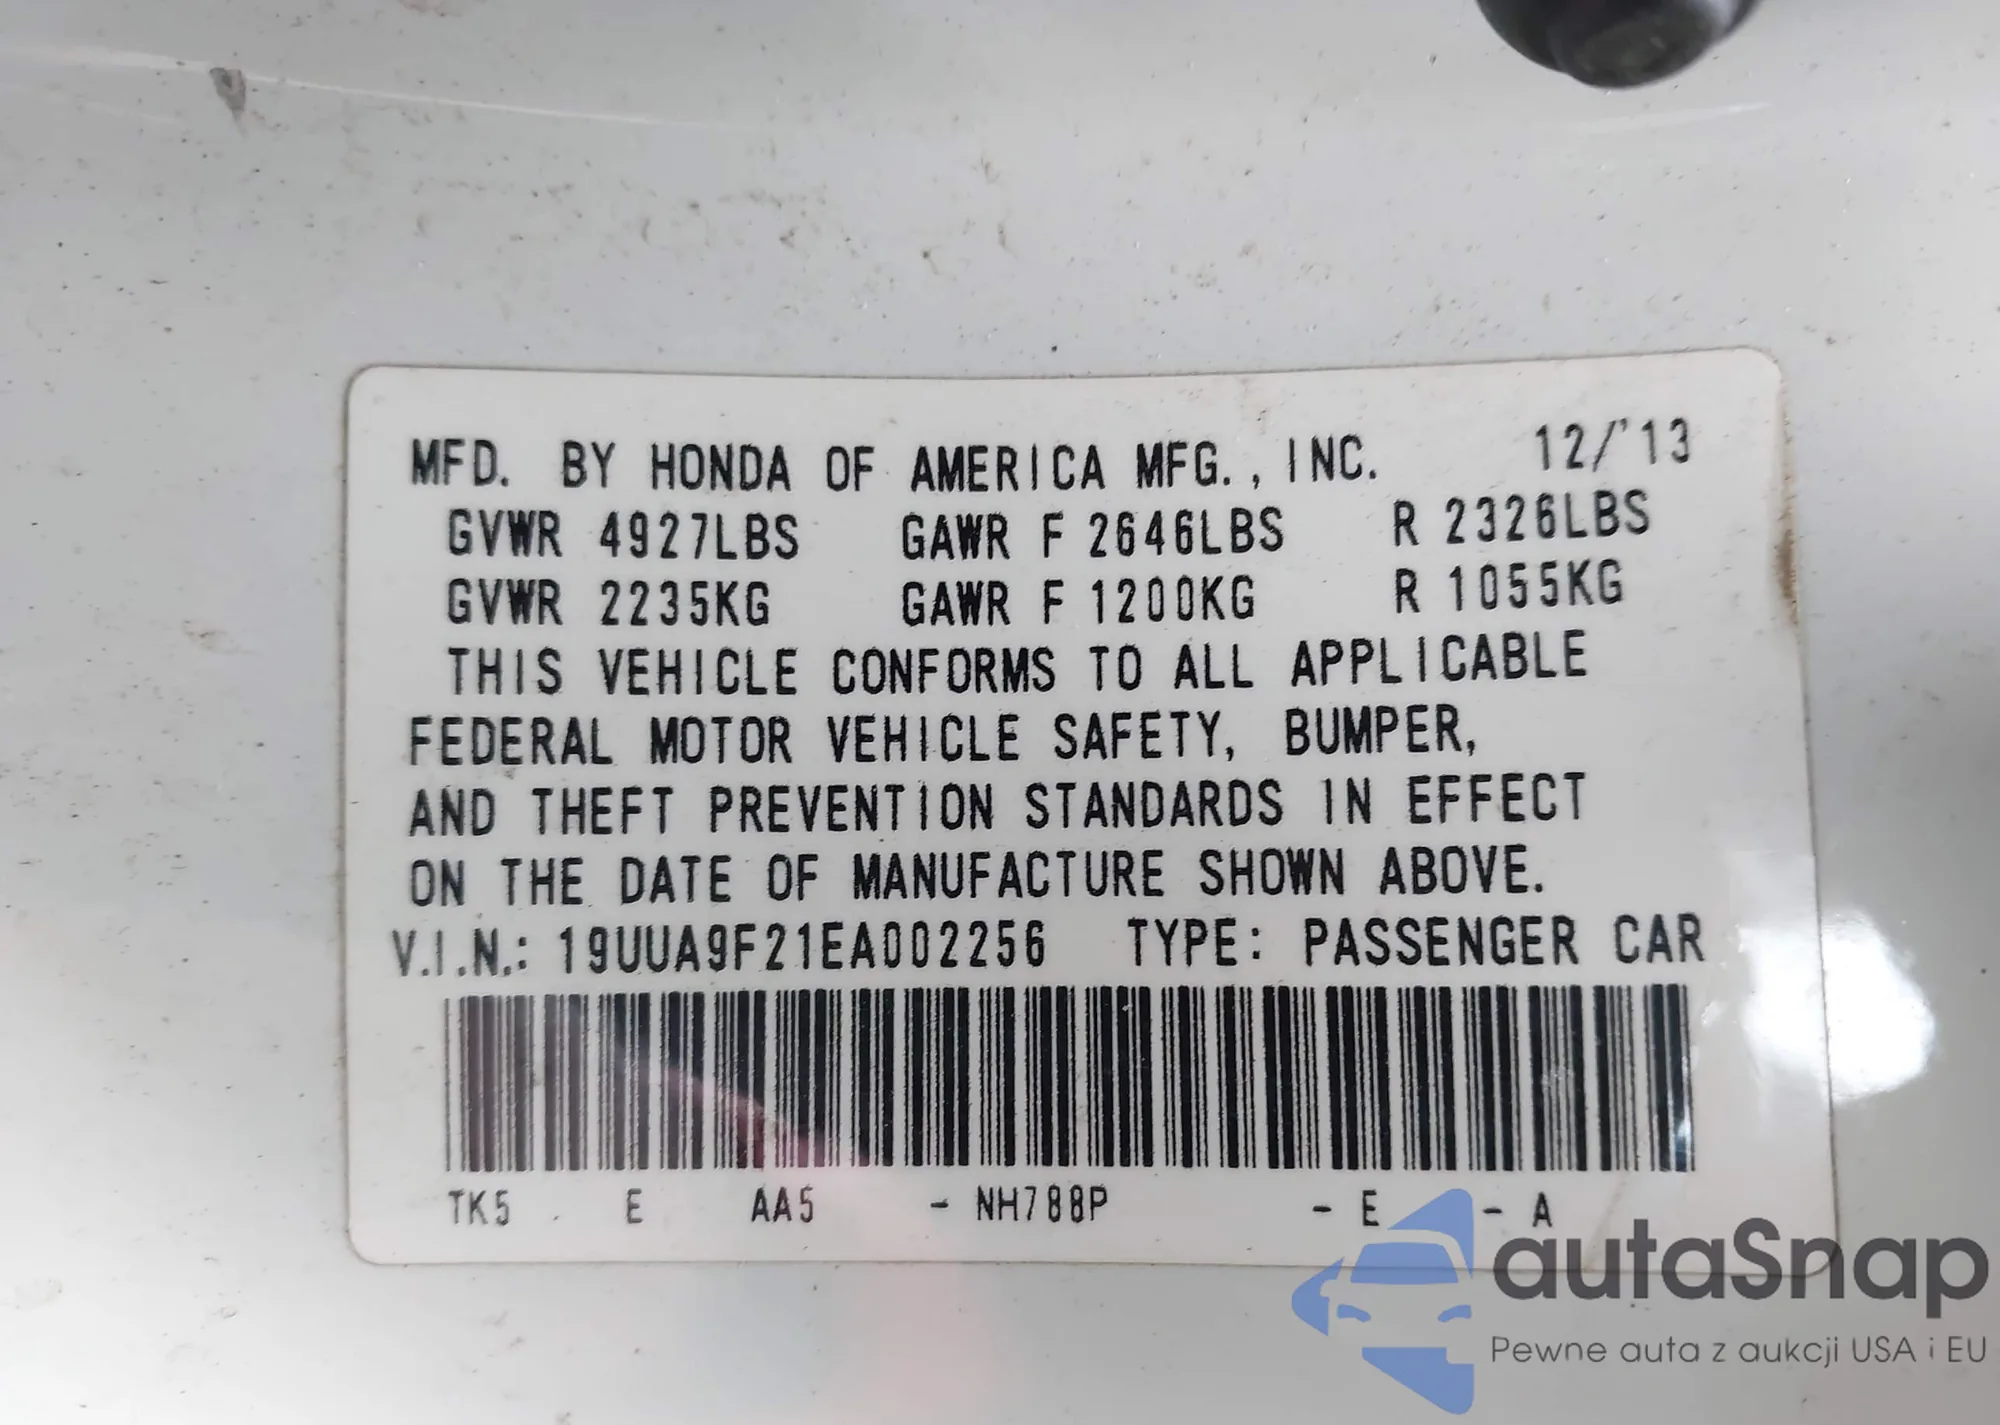 MFD. BY HONDA OF AMERICA MFG., INC. 12/'13
GVWR 4927LBS GAWR F 2646LBS R 2326LBS
GVWR 2235KG GAWR F 1200KG R 1055KG
THIS VEHICLE CONFORMS TO ALL APPLICABLE
FEDERAL MOTOR VEHICLE SAFETY, BUMPER,
AND THEFT PREVENTION STANDARDS IN EFFECT
ON THE DATE OF MANUFACTURE SHOWN ABOVE.
V.I.N.: 19UUA9F21EA002256 TYPE: PASSENGER CAR
TK5 E AA5 - NH788P - E - A
autaSnap
Pewne auta z aukcji USA i EU